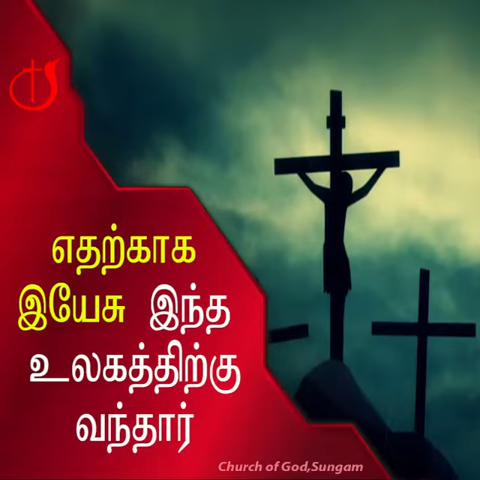 எதற்காக
இயேசு இந்த
உலகத்திற்கு
வந்தார்
Church of God,Sungam